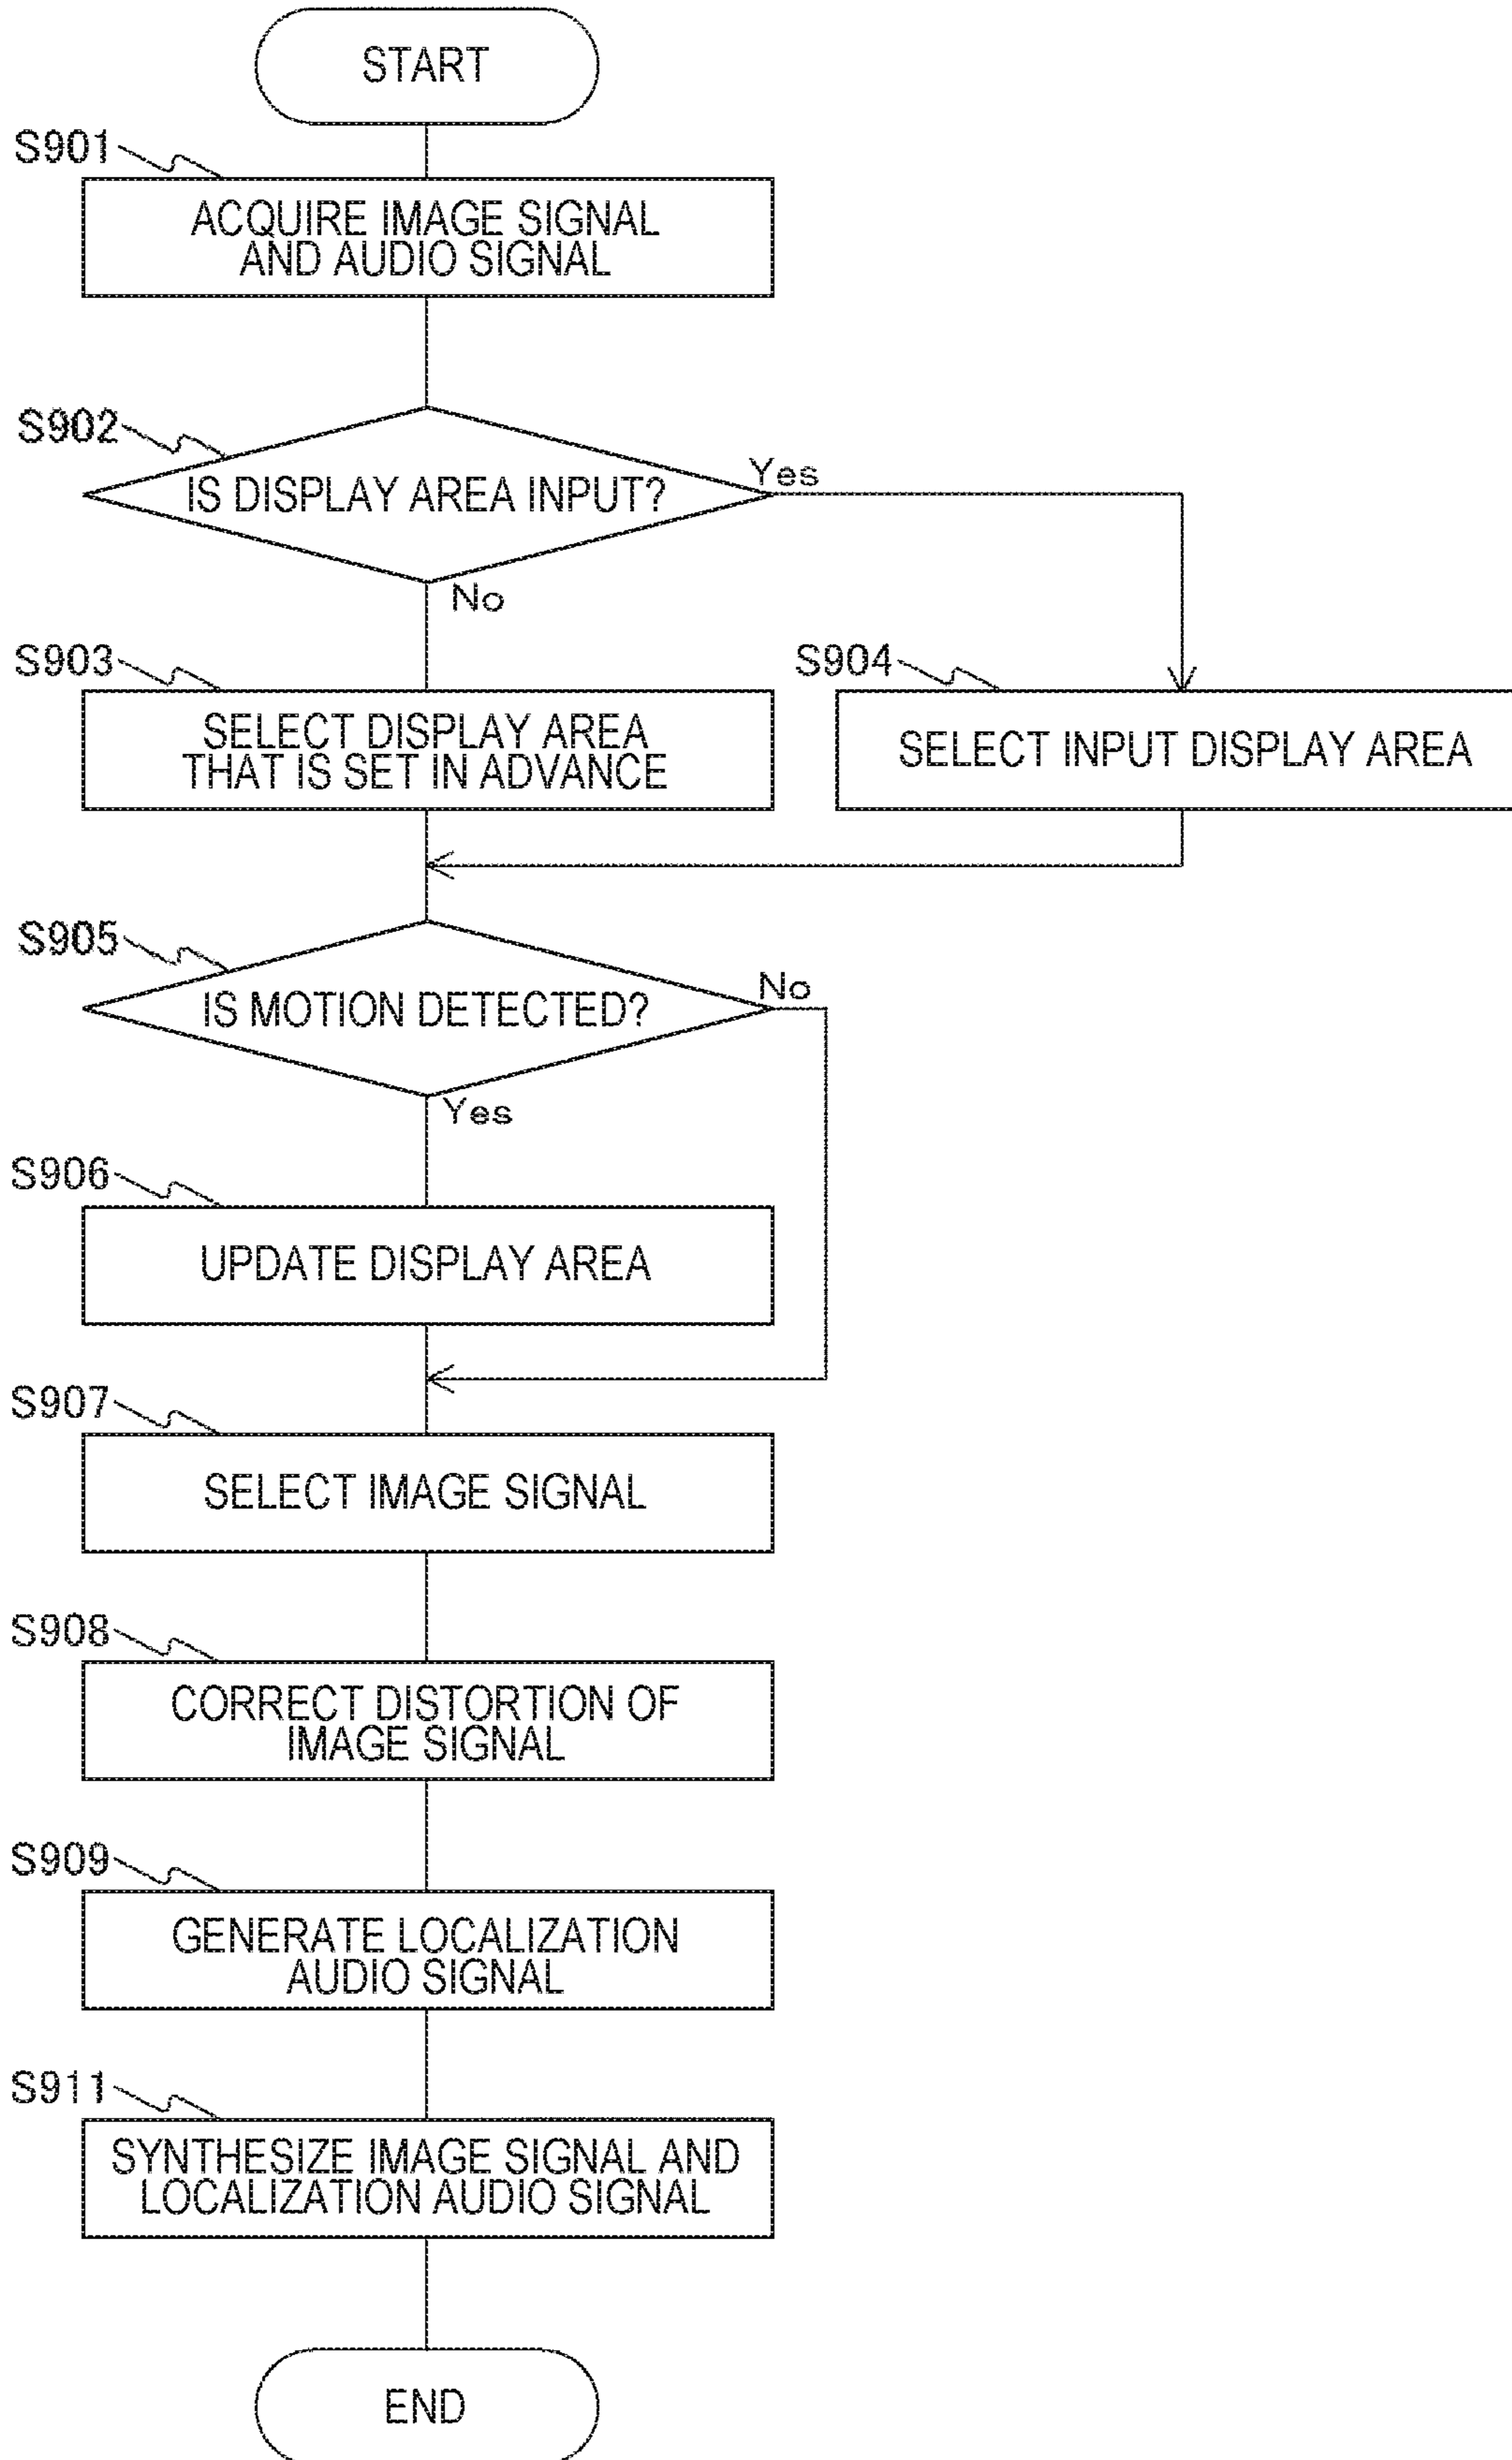 START
S901
ACQUIRE IMAGE SIGNAL
AND AUDIO SIGNAL
S902
IS DISPLAY AREA INPUT?
Yes
No
S903
SELECT DISPLAY AREA
THAT IS SET IN ADVANCE
S904
SELECT INPUT DISPLAY AREA
S905
IS MOTION DETECTED?
No
Yes
S906
UPDATE DISPLAY AREA
S907
SELECT IMAGE SIGNAL
S908
CORRECT DISTORTION OF
IMAGE SIGNAL
S909
GENERATE LOCALIZATION
AUDIO SIGNAL
S911
SYNTHESIZE IMAGE SIGNAL AND
LOCALIZATION AUDIO SIGNAL
END